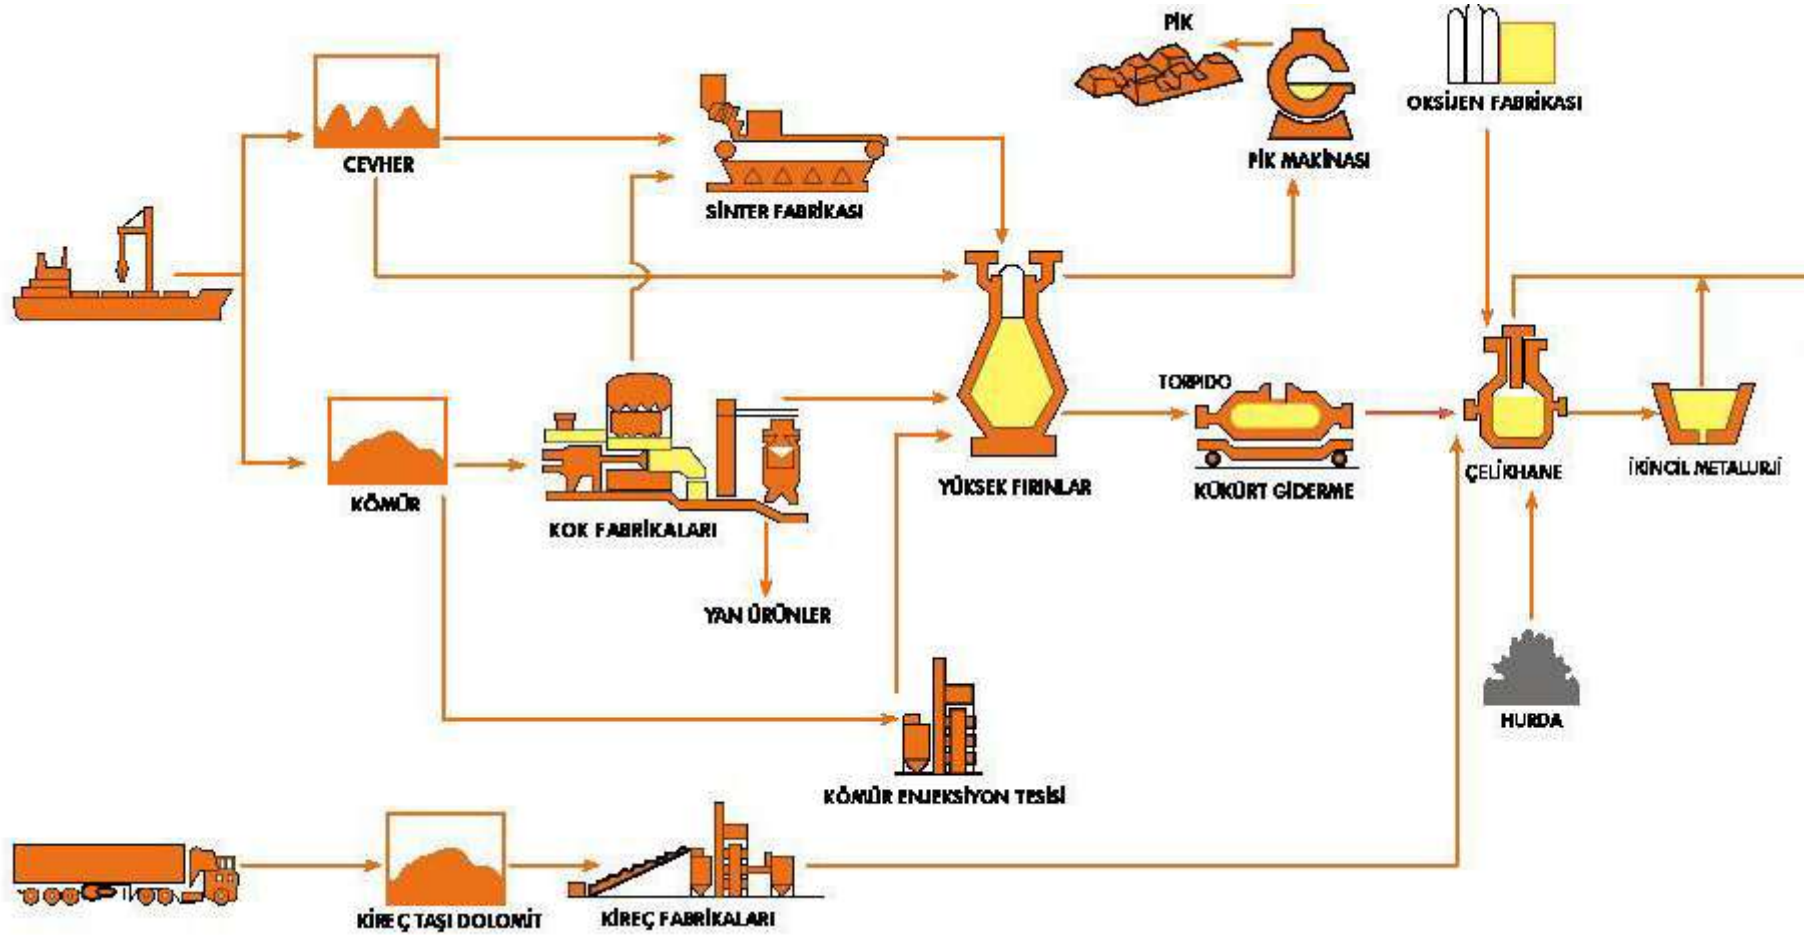 PİK
OKSİJEN FABRİKASI
CEVHER
PİK MAKİNASI
SİNTER FABRİKASI
TORPİDO
YÜKSEK FIRINLAR
KÜKÜRT GİDERME
ÇELİKHANE
İKİNCİL METALURJİ
KÖMÜR
KOK FABRİKALARI
YAN ÜRÜNLER
HURDA
KÖMÜR ENJEKSİYON TESİSİ
KİREÇ TAŞI DOLOMİT
KİREÇ FABRİKALARI